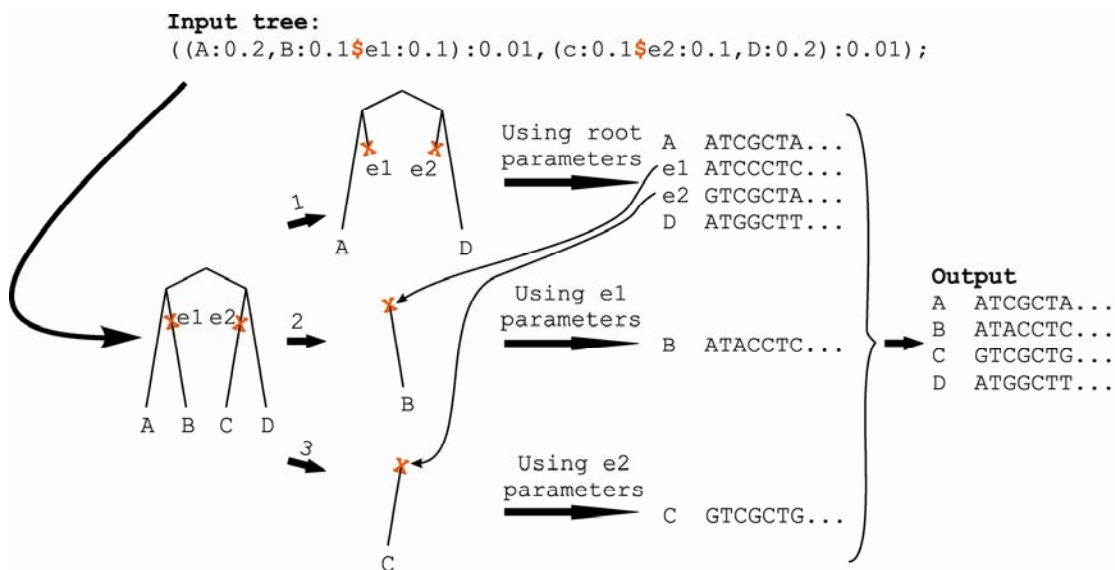 Input tree:
((A:0.2,B:0.1$e1:0.1):0.01,(c:0.1$e2:0.1,D:0.2):0.01);
Using root
parameters
A ATCGCTA...
e1 ATCCCTC...
e2 GTCGCTA...
D ATGGCTT...
X
X
e1 e2
1
A D
Output
A ATCGCTA...
B ATACCTC...
C GTCGCTG...
D ATGGCTT...
X
X
e1 e2
A B C D
2
X
B
Using e1
parameters
B ATACCTC...
3
X
C
Using e2
parameters
C GTCGCTG...